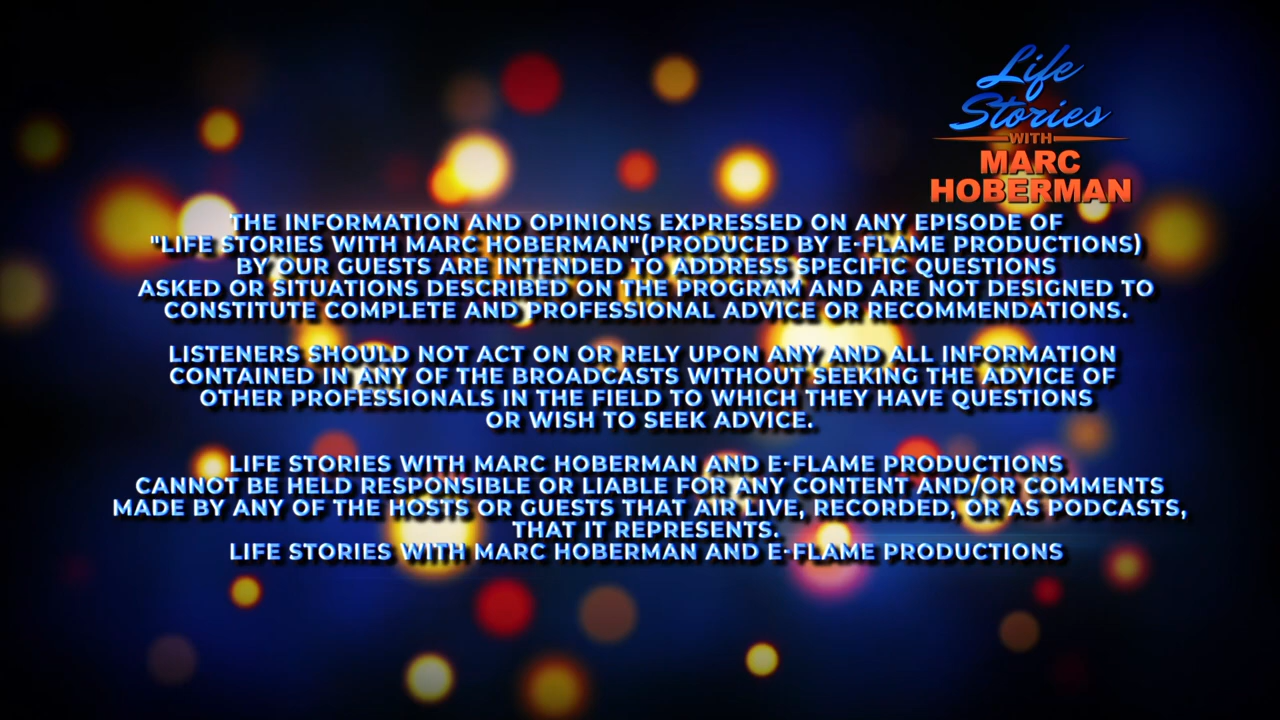 Life
Stories
WITH
MARC
HOBERMAN
THE INFORMATION AND OPINIONS EXPRESSED ON ANY EPISODE OF
"LIFE STORIES WITH MARC HOBERMAN"(PRODUCED BY E-FLAME PRODUCTIONS)
BY OUR GUESTS ARE INTENDED TO ADDRESS SPECIFIC QUESTIONS
ASKED OR SITUATIONS DESCRIBED ON THE PROGRAM AND ARE NOT DESIGNED TO
CONSTITUTE COMPLETE AND PROFESSIONAL ADVICE OR RECOMMENDATIONS.
LISTENERS SHOULD NOT ACT ON OR RELY UPON ANY AND ALL INFORMATION
CONTAINED IN ANY OF THE BROADCASTS WITHOUT SEEKING THE ADVICE OF
OTHER PROFESSIONALS IN THE FIELD TO WHICH THEY HAVE QUESTIONS
OR WISH TO SEEK ADVICE.
LIFE STORIES WITH MARC HOBERMAN AND E-FLAME PRODUCTIONS
CANNOT BE HELD RESPONSIBLE OR LIABLE FOR ANY CONTENT AND/OR COMMENTS
MADE BY ANY OF THE HOSTS OR GUESTS THAT AIR LIVE, RECORDED, OR AS PODCASTS,
THAT IT REPRESENTS.
LIFE STORIES WITH MARC HOBERMAN AND E-FLAME PRODUCTIONS